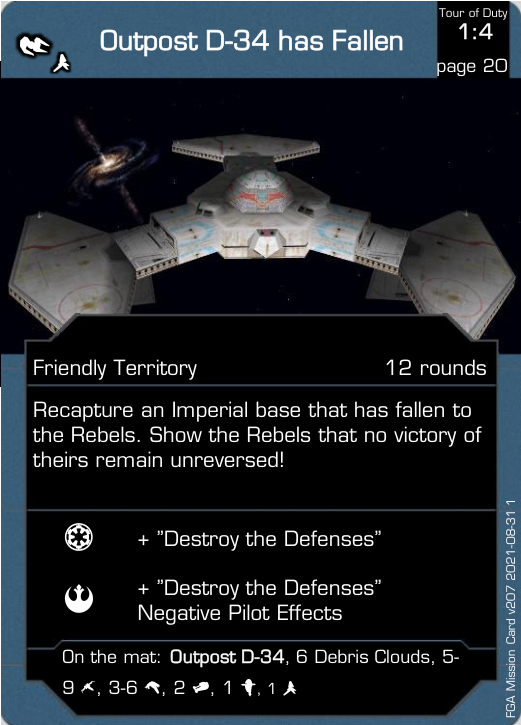 Outpost D-34 has Fallen
Tour of Duty
1:4
page 20
Friendly Territory 12 rounds
Recapture an Imperial base that has fallen to
the Rebels. Show the Rebels that no victory of
theirs remain unreversed!
+ "Destroy the Defenses"
+ "Destroy the Defenses"
Negative Pilot Effects
On the mat: Outpost D-34, 6 Debris Clouds, 5-
9 , 3-6 , 2 , 1 , 1
FGA Mission Card v207 2021-08-31 1